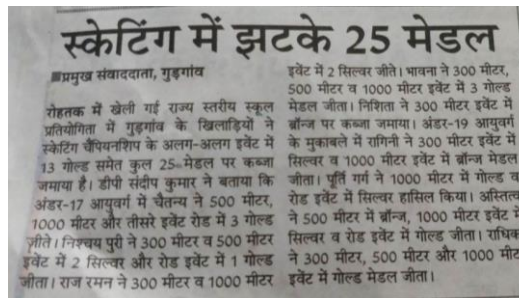 स्केटिंग में झटके 25 मेडल
■प्रमुख संवाददाता, गुड़गांव
रोहतक में खेली गई राज्य स्तरीय स्कूल
प्रतियोगिता में गुड़गांव के खिलाड़ियों ने
स्केटिंग चैंपियनशिप के अलग-अलग इवेंट में
13 गोल्ड समेत कुल 25 मेडल पर कब्जा
जमाया है। डीपी संदीप कुमार ने बताया कि
अंडर-17 आयुवर्ग में चैतन्य ने 500 मीटर,
1000 मीटर और तीसरे इवेंट रोड में 3 गोल्ड
जीते। निश्चय पुरी ने 300 मीटर व 500 मीटर
इवेंट में 2 सिल्वर और रोड इवेंट में 1 गोल्ड
जीता। राज रमन ने 300 मीटर व 1000 मीटर
इवेंट में 2 सिल्वर जीते। भावना ने 300 मीटर,
500 मीटर व 1000 मीटर इवेंट में 3 गोल्ड
मेडल जीता। निशिता ने 300 मीटर इवेंट में
ब्रॉन्ज पर कब्जा जमाया। अंडर-19 आयुवर्ग
के मुकाबले में रागिनी ने 300 मीटर इवेंट में
सिल्वर व 1000 मीटर इवेंट में ब्रॉन्ज मेडल
जीता। पूर्ति गर्ग ने 1000 मीटर में गोल्ड व
रोड इवेंट में सिल्वर हासिल किया। अस्तित्व
ने 500 मीटर में ब्रॉन्ज, 1000 मीटर इवेंट में
सिल्वर व रोड इवेंट में गोल्ड जीता। राधिक
ने 300 मीटर, 500 मीटर और 1000 मीट
इवेंट में गोल्ड मेडल जीता।